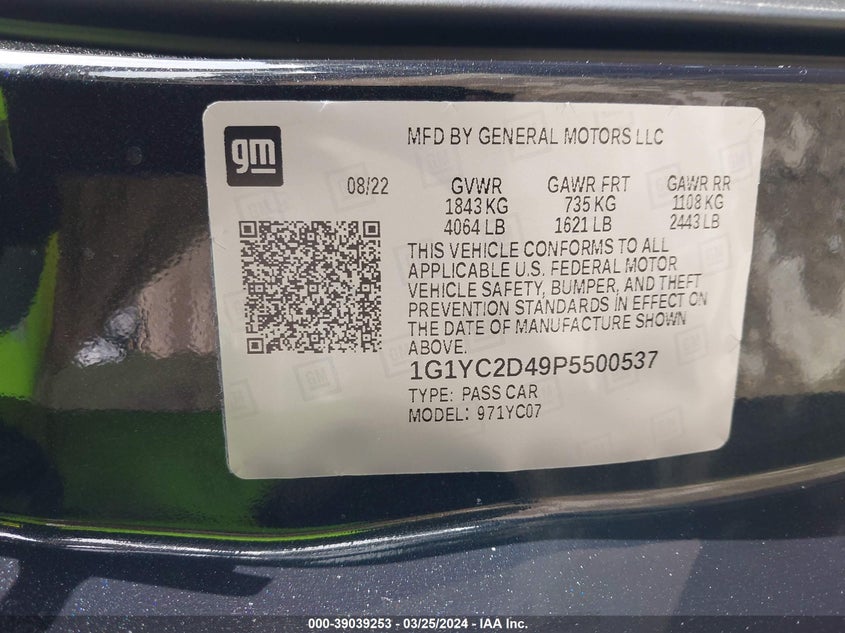 gm
MFD BY GENERAL MOTORS LLC
08/22 GVWR GAWR FRT GAWR RR
1843 KG 735 KG 1108 KG
4064 LB 1621 LB 2443 LB
THIS VEHICLE CONFORMS TO ALL
APPLICABLE U.S. FEDERAL MOTOR
VEHICLE SAFETY, BUMPER, AND THEFT
PREVENTION STANDARDS IN EFFECT ON
THE DATE OF MANUFACTURE SHOWN
ABOVE.
1G1YC2D49P5500537
TYPE: PASS CAR
MODEL: 971YC07
000-39039253 - 03/25/2024 - IAA Inc.